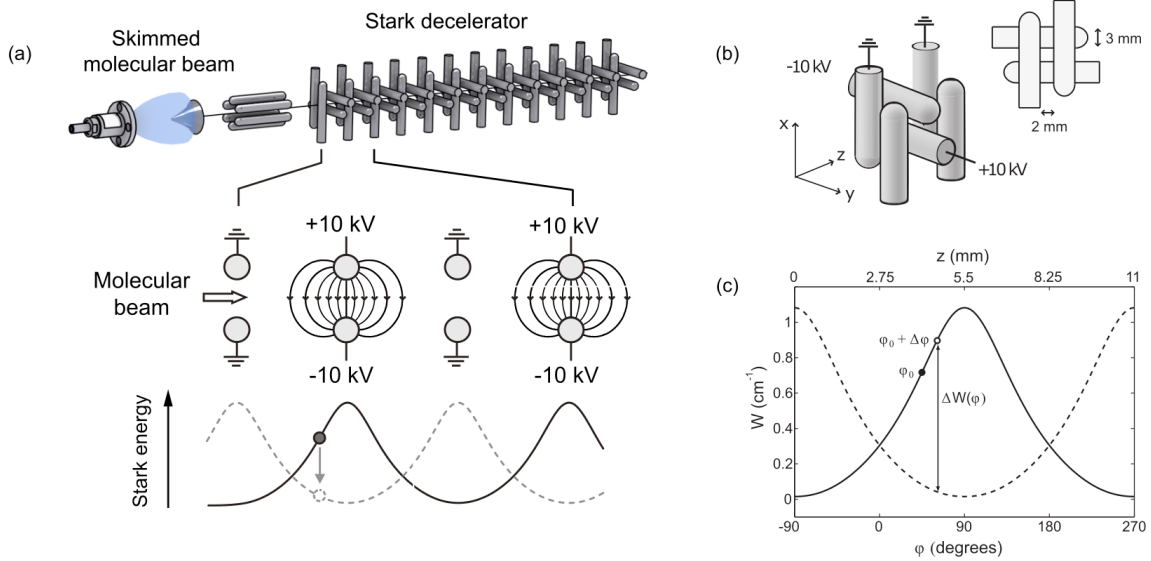 (a)
Skimmed
molecular beam
Stark decelerator
+10 kV
+10 kV
Molecular
beam
-10 kV
-10 kV
Stark energy
(b)
-10 kV
3 mm
2 mm
x
z
y
+10 kV
(c)
z (mm)
0
2.75
5.5
8.25
11
W (cm⁻¹)
1
0.8
0.6
0.4
0.2
0
φ₀ + Δφ
φ₀
ΔW(φ)
-90
0
90
180
270
φ (degrees)